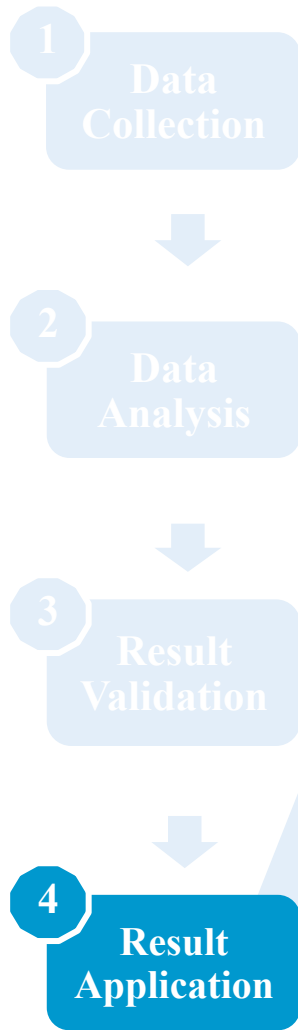 1
Data
Collection
2
Data
Analysis
3
Result
Validation
4
Result
Application